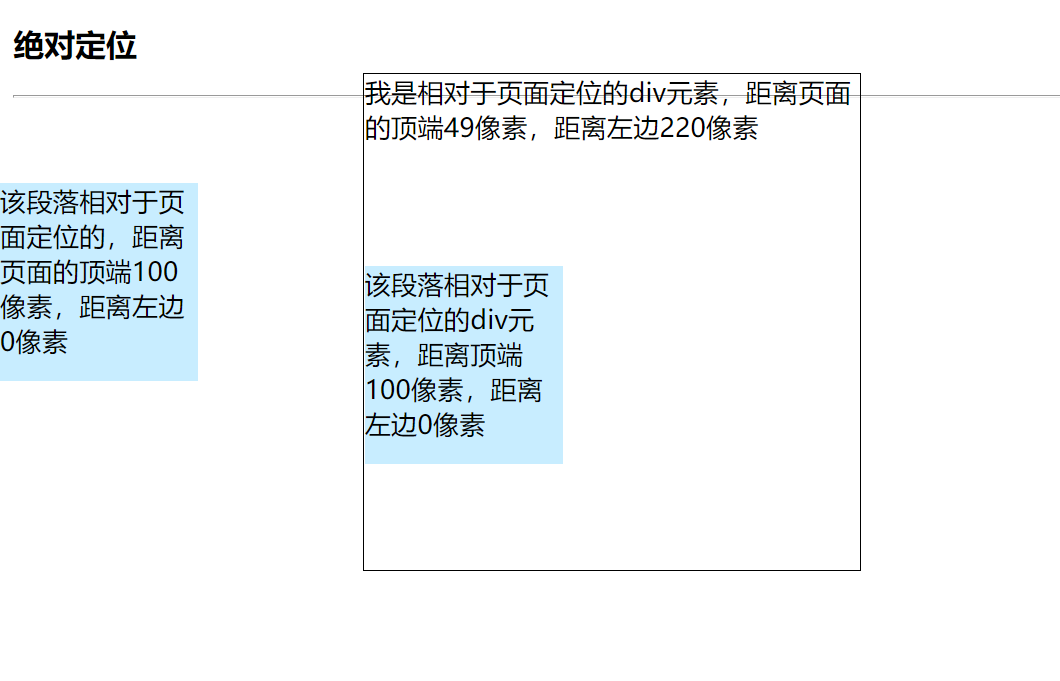 绝对定位
我是相对于页面定位的div元素，距离页面
的顶端49像素，距离左边220像素
该段落相对于页
面定位的，距离
页面的顶端100
像素，距离左边
0像素
该段落相对于页
面定位的div元
素，距离顶端
100像素，距离
左边0像素